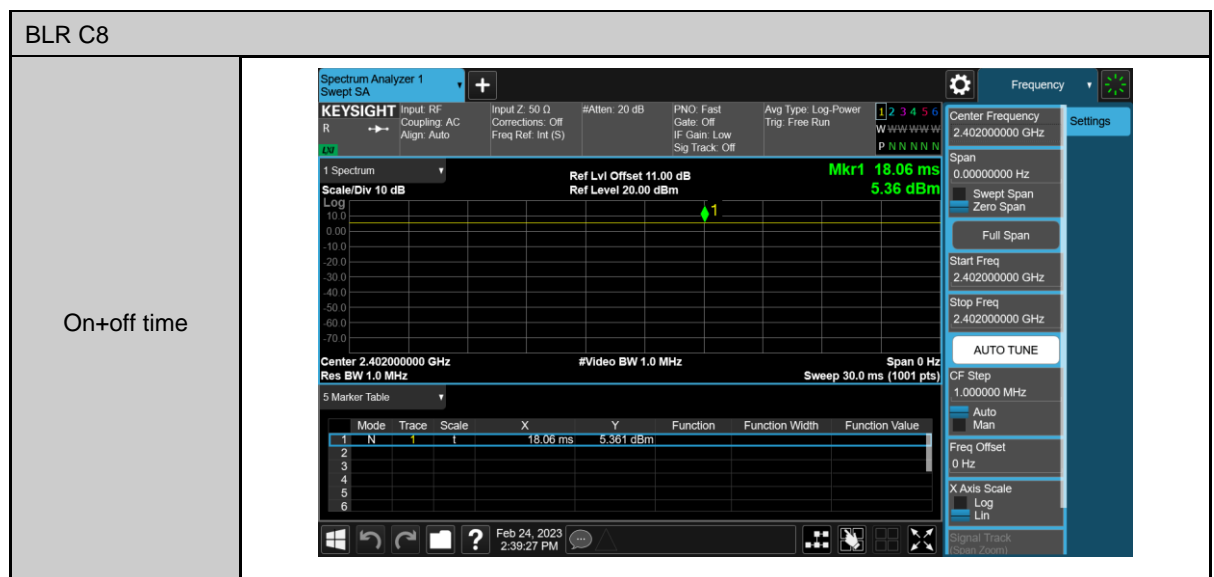 BLR C8
On+off time
Spectrum Analyzer 1
Swept SA
+
Frequency
KEYSIGHT
R
LXI
Input: RF
Coupling: AC
Align: Auto
Input Z: 50 Ω
Corrections: Off
Freq Ref: Int (S)
#Atten: 20 dB
PNO: Fast
Gate: Off
IF Gain: Low
Sig Track: Off
Avg Type: Log-Power
Trig: Free Run
1 2 3 4 5 6
W W W W W W
P N N N N N
1 Spectrum
Scale/Div 10 dB
Ref Lvl Offset 11.00 dB
Ref Level 20.00 dBm
Mkr1 18.06 ms
5.36 dBm
Log
10.0
0.00
-10.0
-20.0
-30.0
-40.0
-50.0
-60.0
-70.0
1
Center 2.402000000 GHz
Res BW 1.0 MHz
#Video BW 1.0 MHz
Span 0 Hz
Sweep 30.0 ms (1001 pts)
5 Marker Table
Mode Trace Scale X Y Function Function Width Function Value
1 N 1 t 18.06 ms 5.361 dBm
2
3
4
5
6
?
Feb 24, 2023
2:39:27 PM
Center Frequency
2.402000000 GHz
Settings
Span
0.00000000 Hz
Swept Span
Zero Span
Full Span
Start Freq
2.402000000 GHz
Stop Freq
2.402000000 GHz
AUTO TUNE
CF Step
1.000000 MHz
Auto
Man
Freq Offset
0 Hz
X Axis Scale
Log
Lin
Signal Track
(Span Zoom)